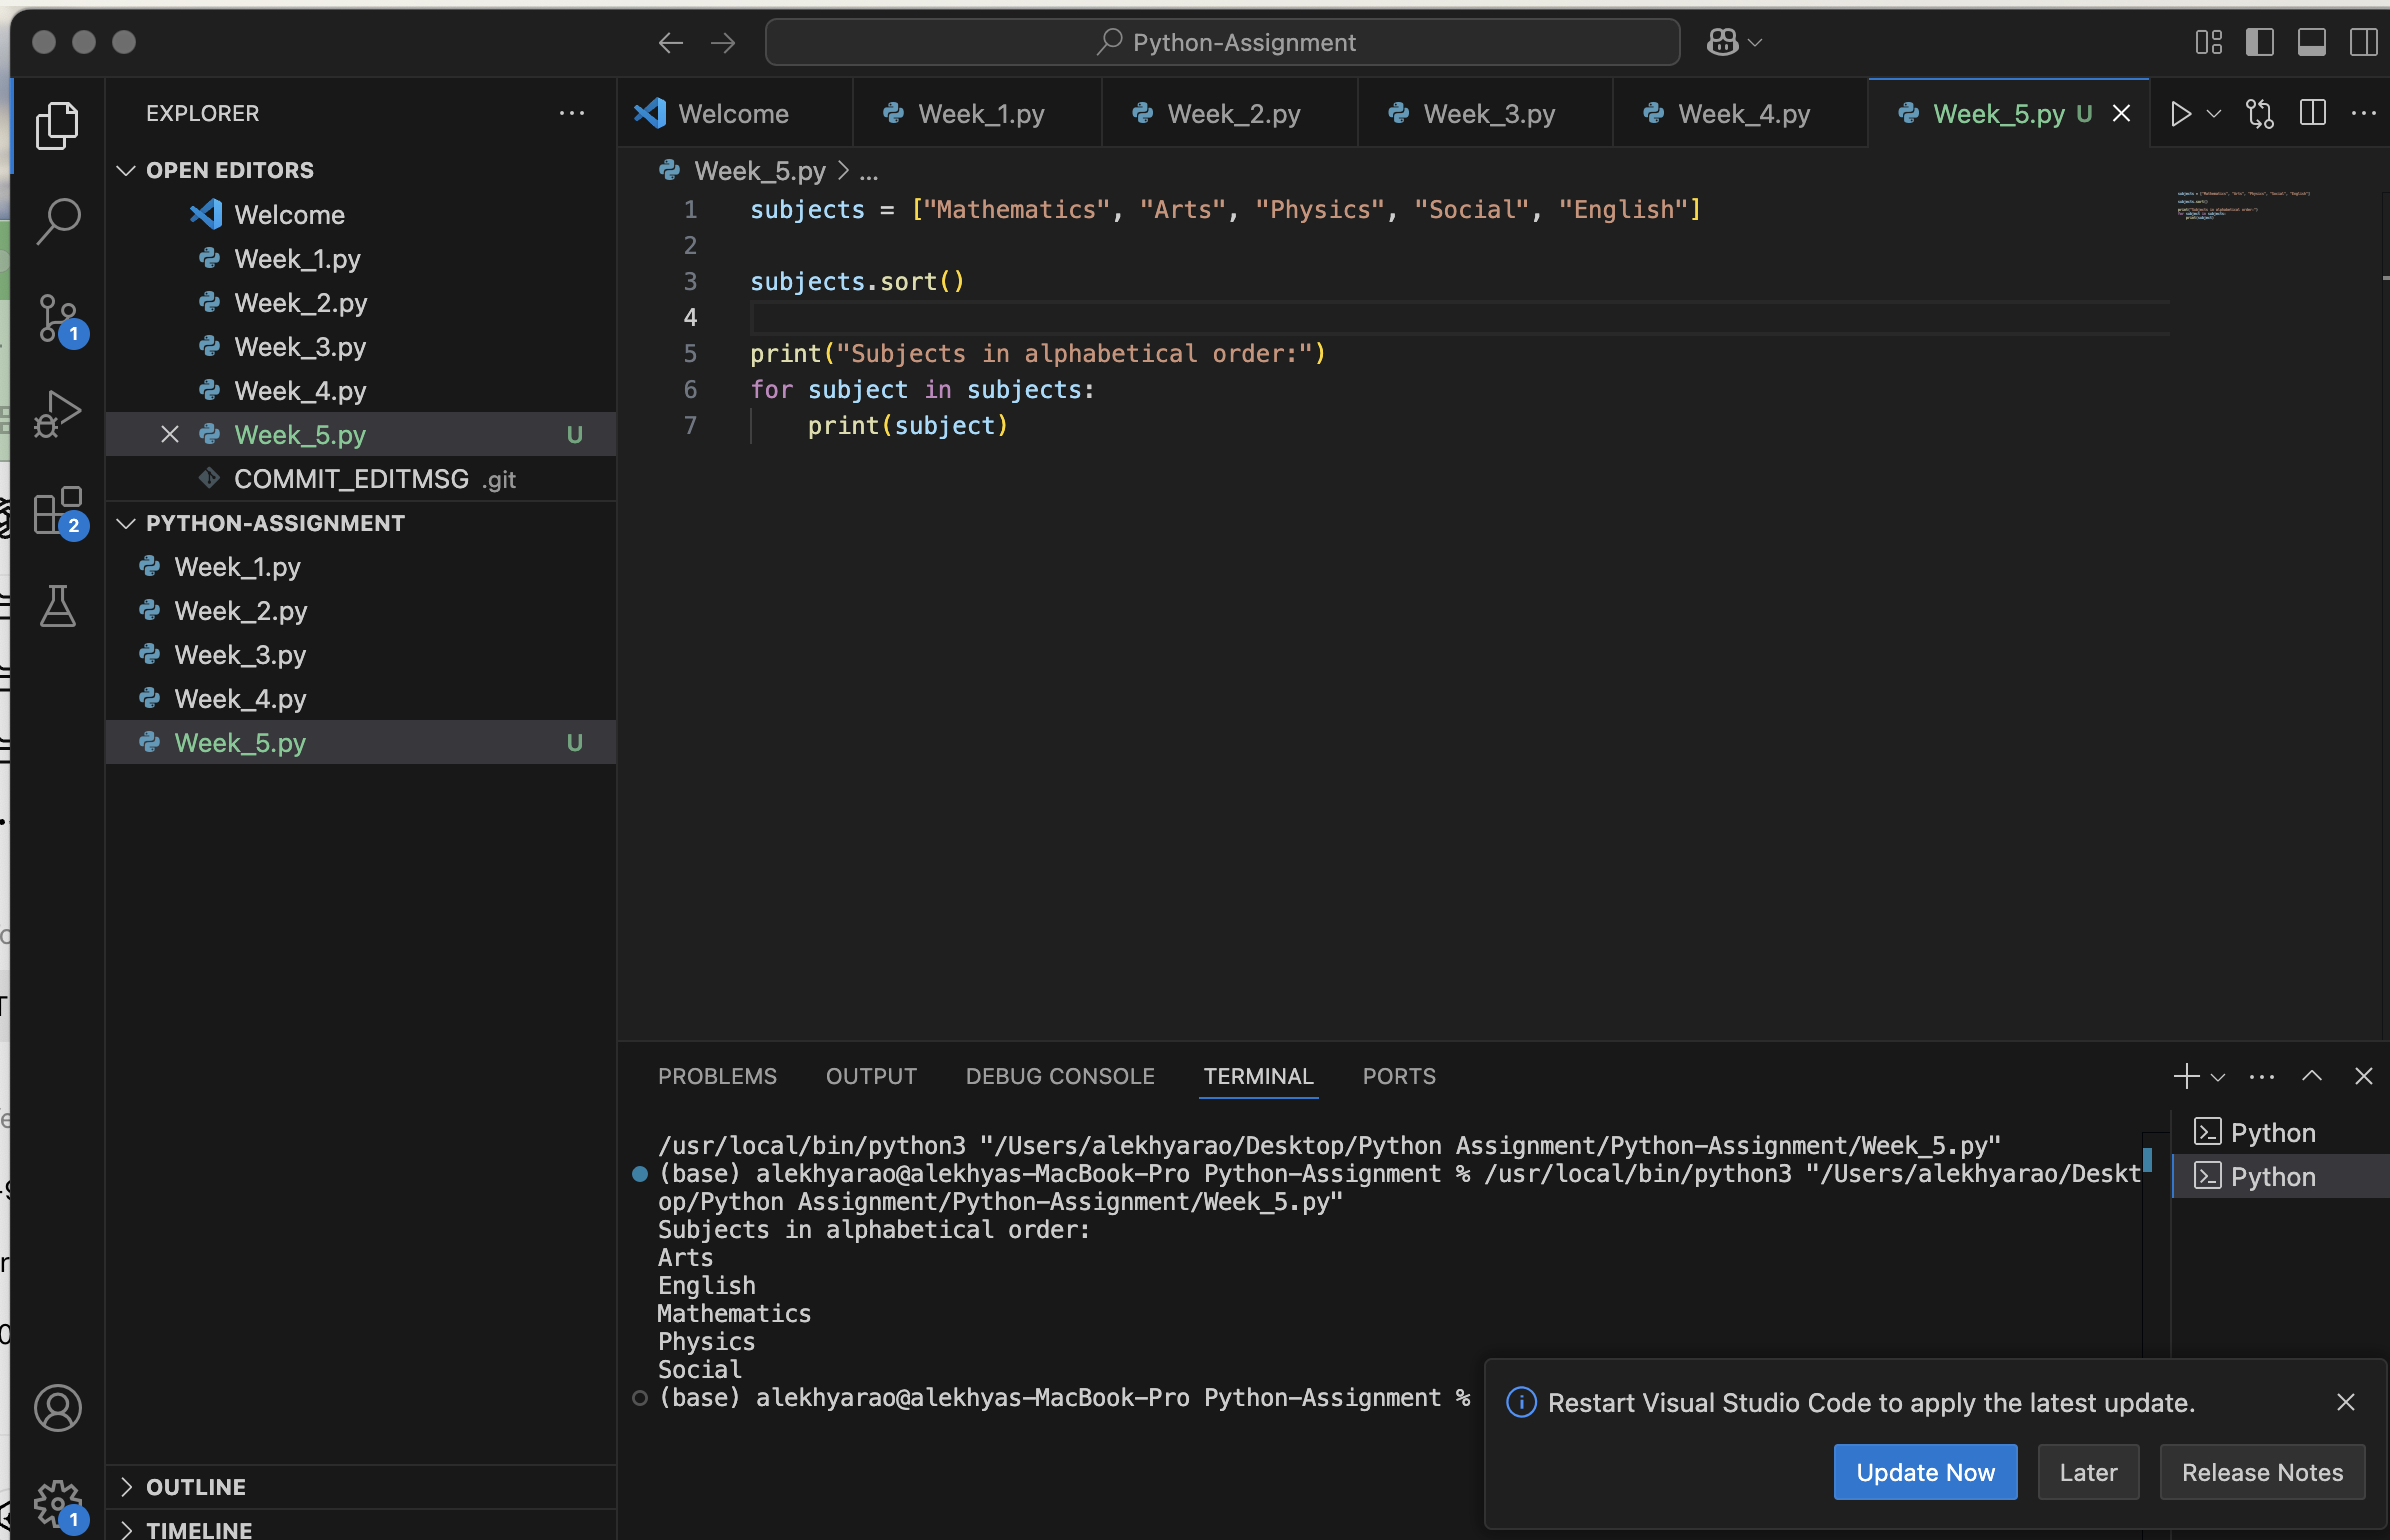 Python-Assignment
EXPLORER
OPEN EDITORS
Welcome
Week_1.py
Week_2.py
Week_3.py
Week_4.py
Week_5.py U
COMMIT_EDITMSG .git
PYTHON-ASSIGNMENT
Week_1.py
Week_2.py
Week_3.py
Week_4.py
Week_5.py U
OUTLINE
TIMELINE
1
2
1
Welcome Week_1.py Week_2.py Week_3.py Week_4.py Week_5.py U
Week_5.py > ...
1 subjects = ["Mathematics", "Arts", "Physics", "Social", "English"]
2
3 subjects.sort()
4
5 print("Subjects in alphabetical order:")
6 for subject in subjects:
7     print(subject)
PROBLEMS OUTPUT DEBUG CONSOLE TERMINAL PORTS
/usr/local/bin/python3 "/Users/alekhyarao/Desktop/Python Assignment/Python-Assignment/Week_5.py"
(base) alekhyarao@alekhyas-MacBook-Pro Python-Assignment % /usr/local/bin/python3 "/Users/alekhyarao/Deskt
op/Python Assignment/Python-Assignment/Week_5.py"
Subjects in alphabetical order:
Arts
English
Mathematics
Physics
Social
(base) alekhyarao@alekhyas-MacBook-Pro Python-Assignment %
Python
Python
Restart Visual Studio Code to apply the latest update.
Update Now Later Release Notes